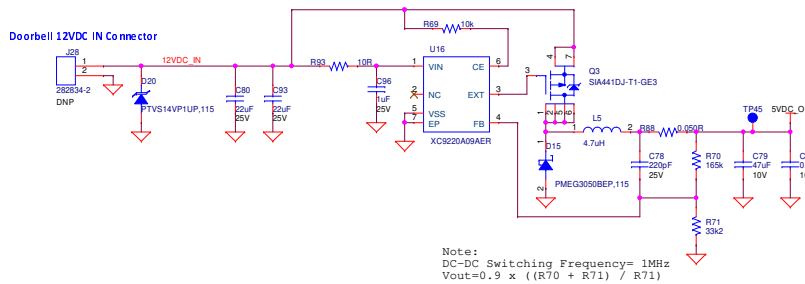 Doorbell 12VDC IN Connector
J28
1
2
282834-2
DNP
12VDC_IN
D20
PTVS14VP1UP,115
C80
22uF
25V
C93
22uF
25V
R93
10R
C96
1uF
25V
R69
10k
U16
1
VIN
CE
6
2
NC
EXT
3
5
VSS
7
EP
FB
4
XC9220A09AER
4
7
3
Q3
SIA441DJ-T1-GE3
1
2
5
6
L5
1
2
4.7uH
D15
1
2
PMEG3050BEP,115
R88
0.050R
C78
220pF
25V
R70
165k
R71
33k2
TP45
C79
47uF
10V
5VDC_O
C
0.
10
Note:
DC-DC Switching Frequency= 1MHz
Vout=0.9 x ((R70 + R71) / R71)